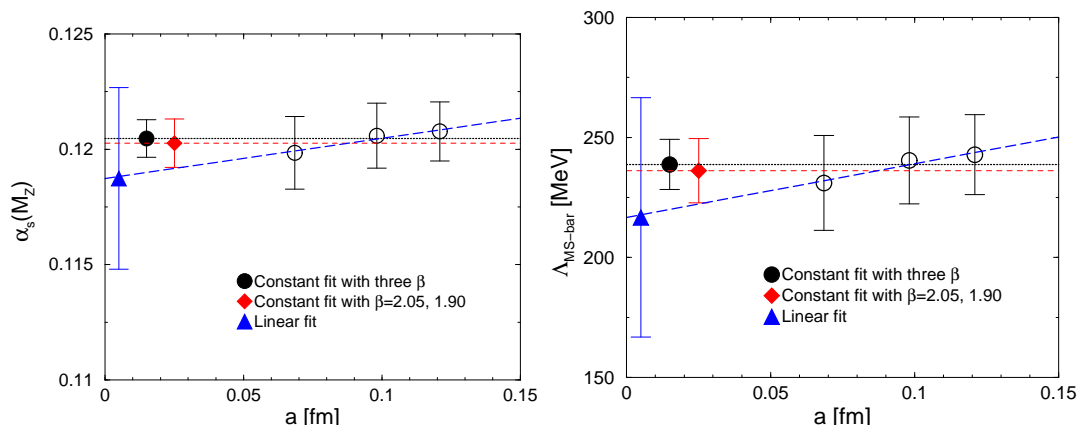 0.125
0.12
0.115
0.11
α_s(M_Z)
0 0.05 0.1 0.15
a [fm]
Constant fit with three β
Constant fit with β=2.05, 1.90
Linear fit
300
250
200
150
Λ_MS−bar [MeV]
0 0.05 0.1 0.15
a [fm]
Constant fit with three β
Constant fit with β=2.05, 1.90
Linear fit